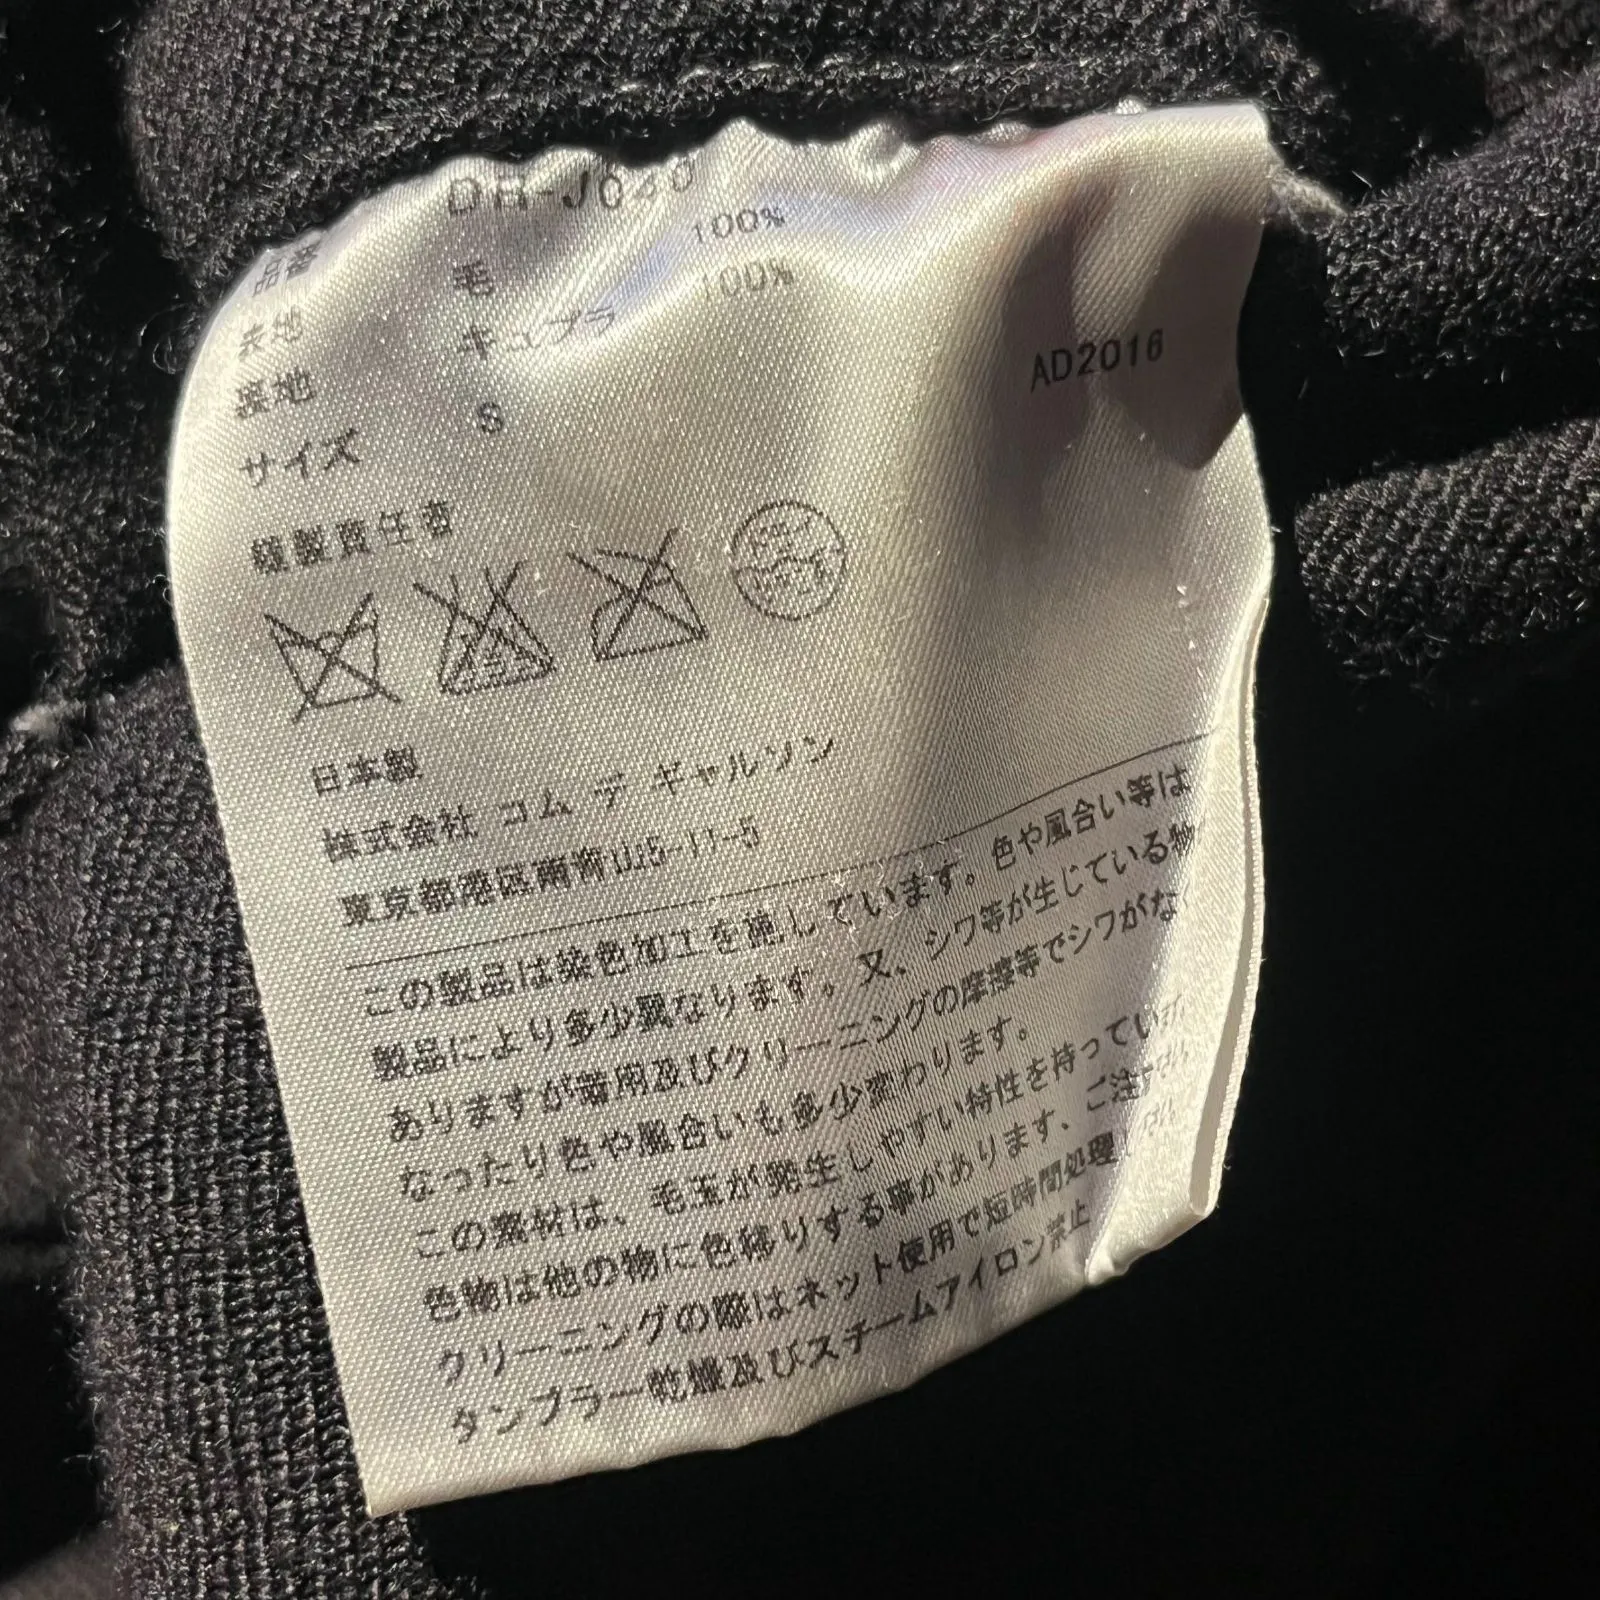 品番 DH-J040
表地 毛 100%
裏地 キュプラ 100%
サイズ S
AD2016
縫製責任者
エンソ サラシ
ドライ
日本製
株式会社 コム デ ギャルソン
東京都港区南青山5-11-5
この製品は染色加工を施しています。色や風合い等は
製品により多少異なります。又、シワ等が生じている物
ありますが着用及びクリーニングの摩擦等でシワがな
なったり色や風合いも多少変わります。
この素材は、毛玉が発生しやすい特性を持ってい
色物は他の物に色移りする事があります、ご注
クリーニングの際はネット使用で短時間処理
タンブラー乾燥及びスチームアイロン禁止